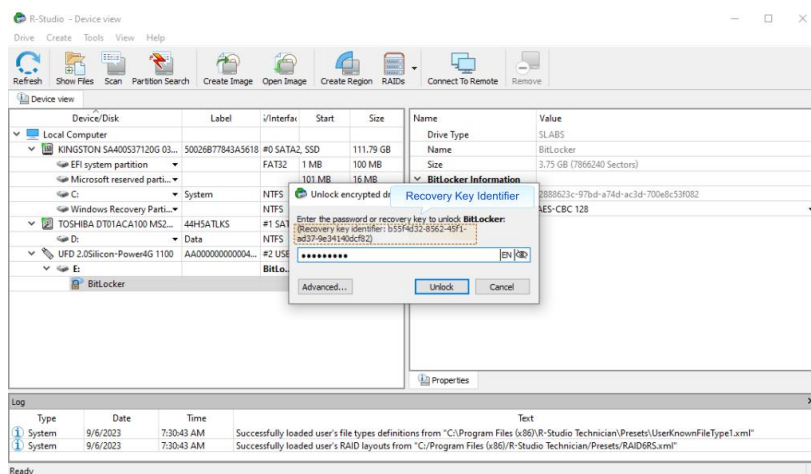 R-Studio - Device view
Drive Create Tools View Help
Refresh Show Files Scan Partition Search Create Image Open Image Create Region RAIDs Connect To Remote Remove
Device view
Device/Disk Label Start Size
Local Computer
KINGSTON SA400S37120G 03... 50026B77843A5618 #0 SATA2, SSD 111.79 GB
EFI system partition FAT32 1 MB 100 MB
Microsoft reserved parti... 101 MB 16 MB
C: System NTFS
Windows Recovery Parti... NTFS
TOSHIBA DT01ACA100 MS2... 44H5ATLKS #1 SAT
D: Data NTFS
UFD 2.0Silicon-Power4G 1100 AA000000000004... #2 USE
E: BitLo..
BitLocker
Name Value
Drive Type SLABS
Name BitLocker
Size 3.75 GB (7866240 Sectors)
BitLocker Information
2888623c-97bd-a74d-ac3d-700e8c53f082
AES-CBC 128
Unlock encrypted dr
Recovery Key Identifier
Enter the password or recovery key to unlock BitLocker:
(Recovery key identifier: b55f4d32-8562-45f1-
ad37-9e34140dcf82)
●●●●●●●●● EN
Advanced... Unlock Cancel
Properties
Log
Type Date Time Text
System 9/6/2023 7:30:43 AM Successfully loaded user's file types definitions from "C:\Program Files (x86)\R-Studio Technician\Presets\UserKnownFileType1.xml"
System 9/6/2023 7:30:43 AM Successfully loaded user's RAID layouts from "C:/Program Files (x86)/R-Studio Technician/Presets/RAID6RS.xml"
Ready